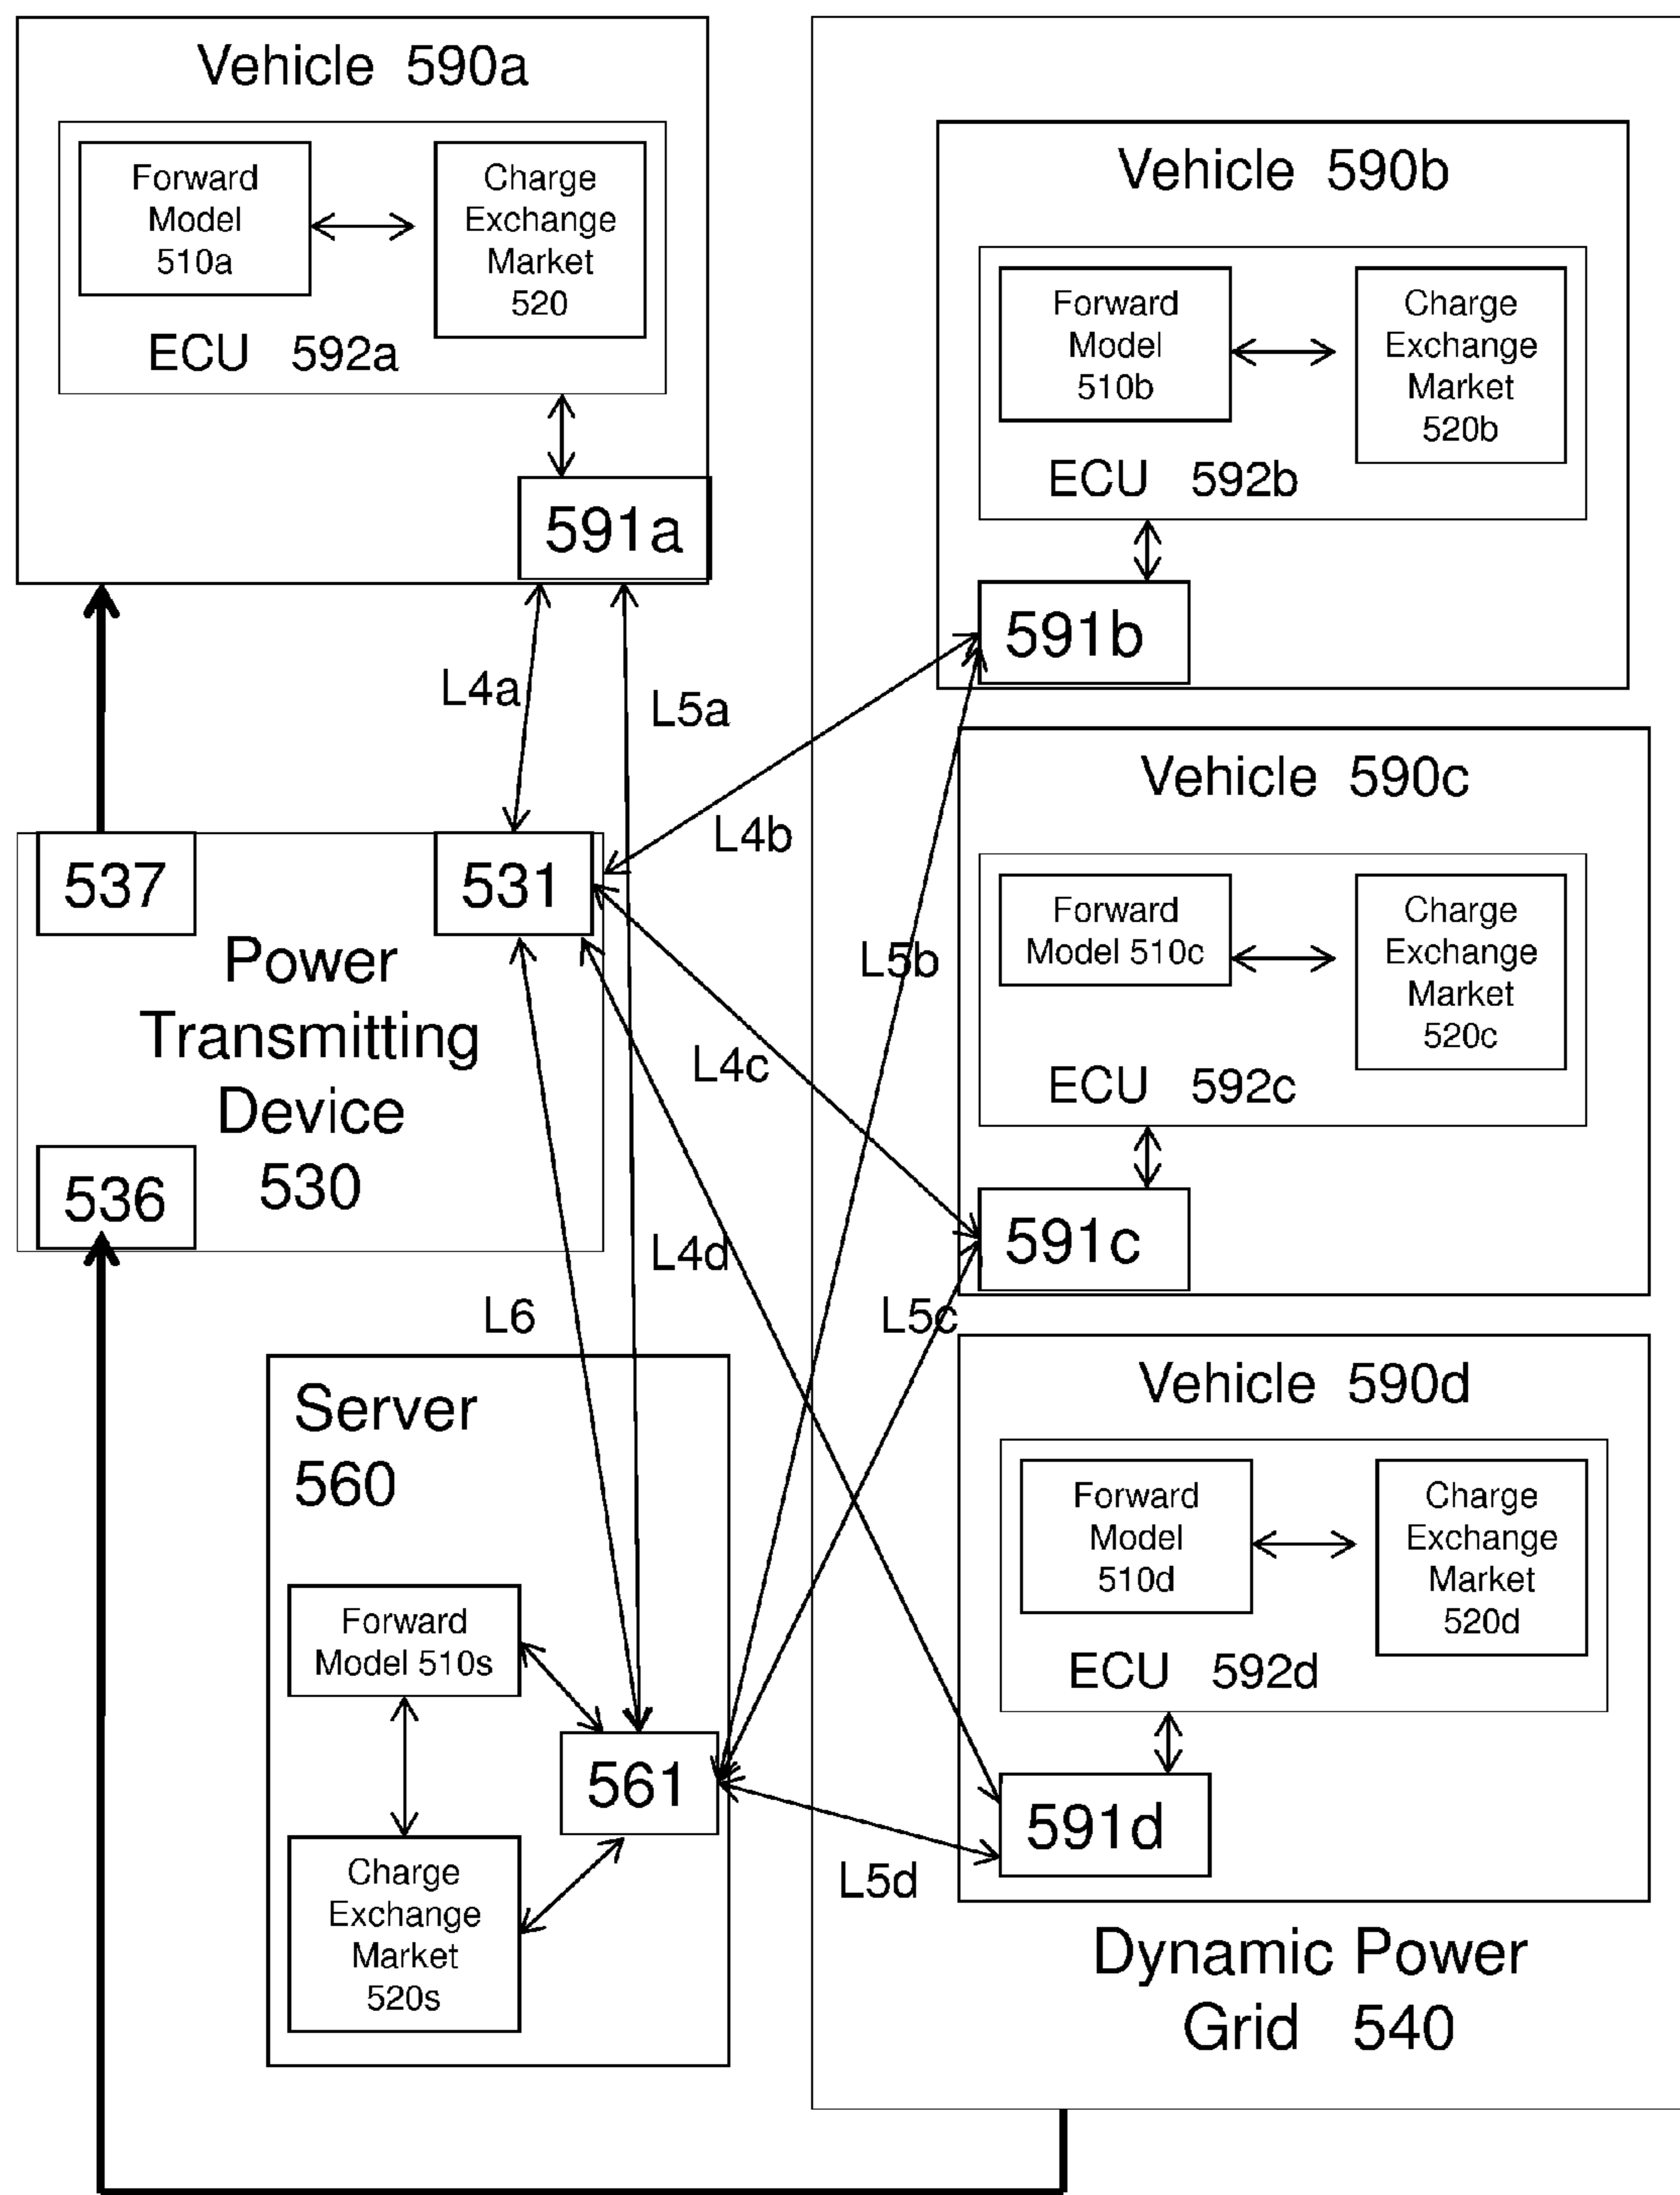 Vehicle 590a
Forward
Model
510a
Charge
Exchange
Market
520
ECU 592a
591a
L4a
L5a
537
531
Power
Transmitting
Device
530
536
L4b
L4c
L4d
L5b
L5c
L5d
L6
Server
560
Forward
Model 510s
561
Charge
Exchange
Market
520s
Vehicle 590b
Forward
Model
510b
Charge
Exchange
Market
520b
ECU 592b
591b
Vehicle 590c
Forward
Model 510c
Charge
Exchange
Market
520c
ECU 592c
591c
Vehicle 590d
Forward
Model
510d
Charge
Exchange
Market
520d
ECU 592d
591d
Dynamic Power
Grid 540